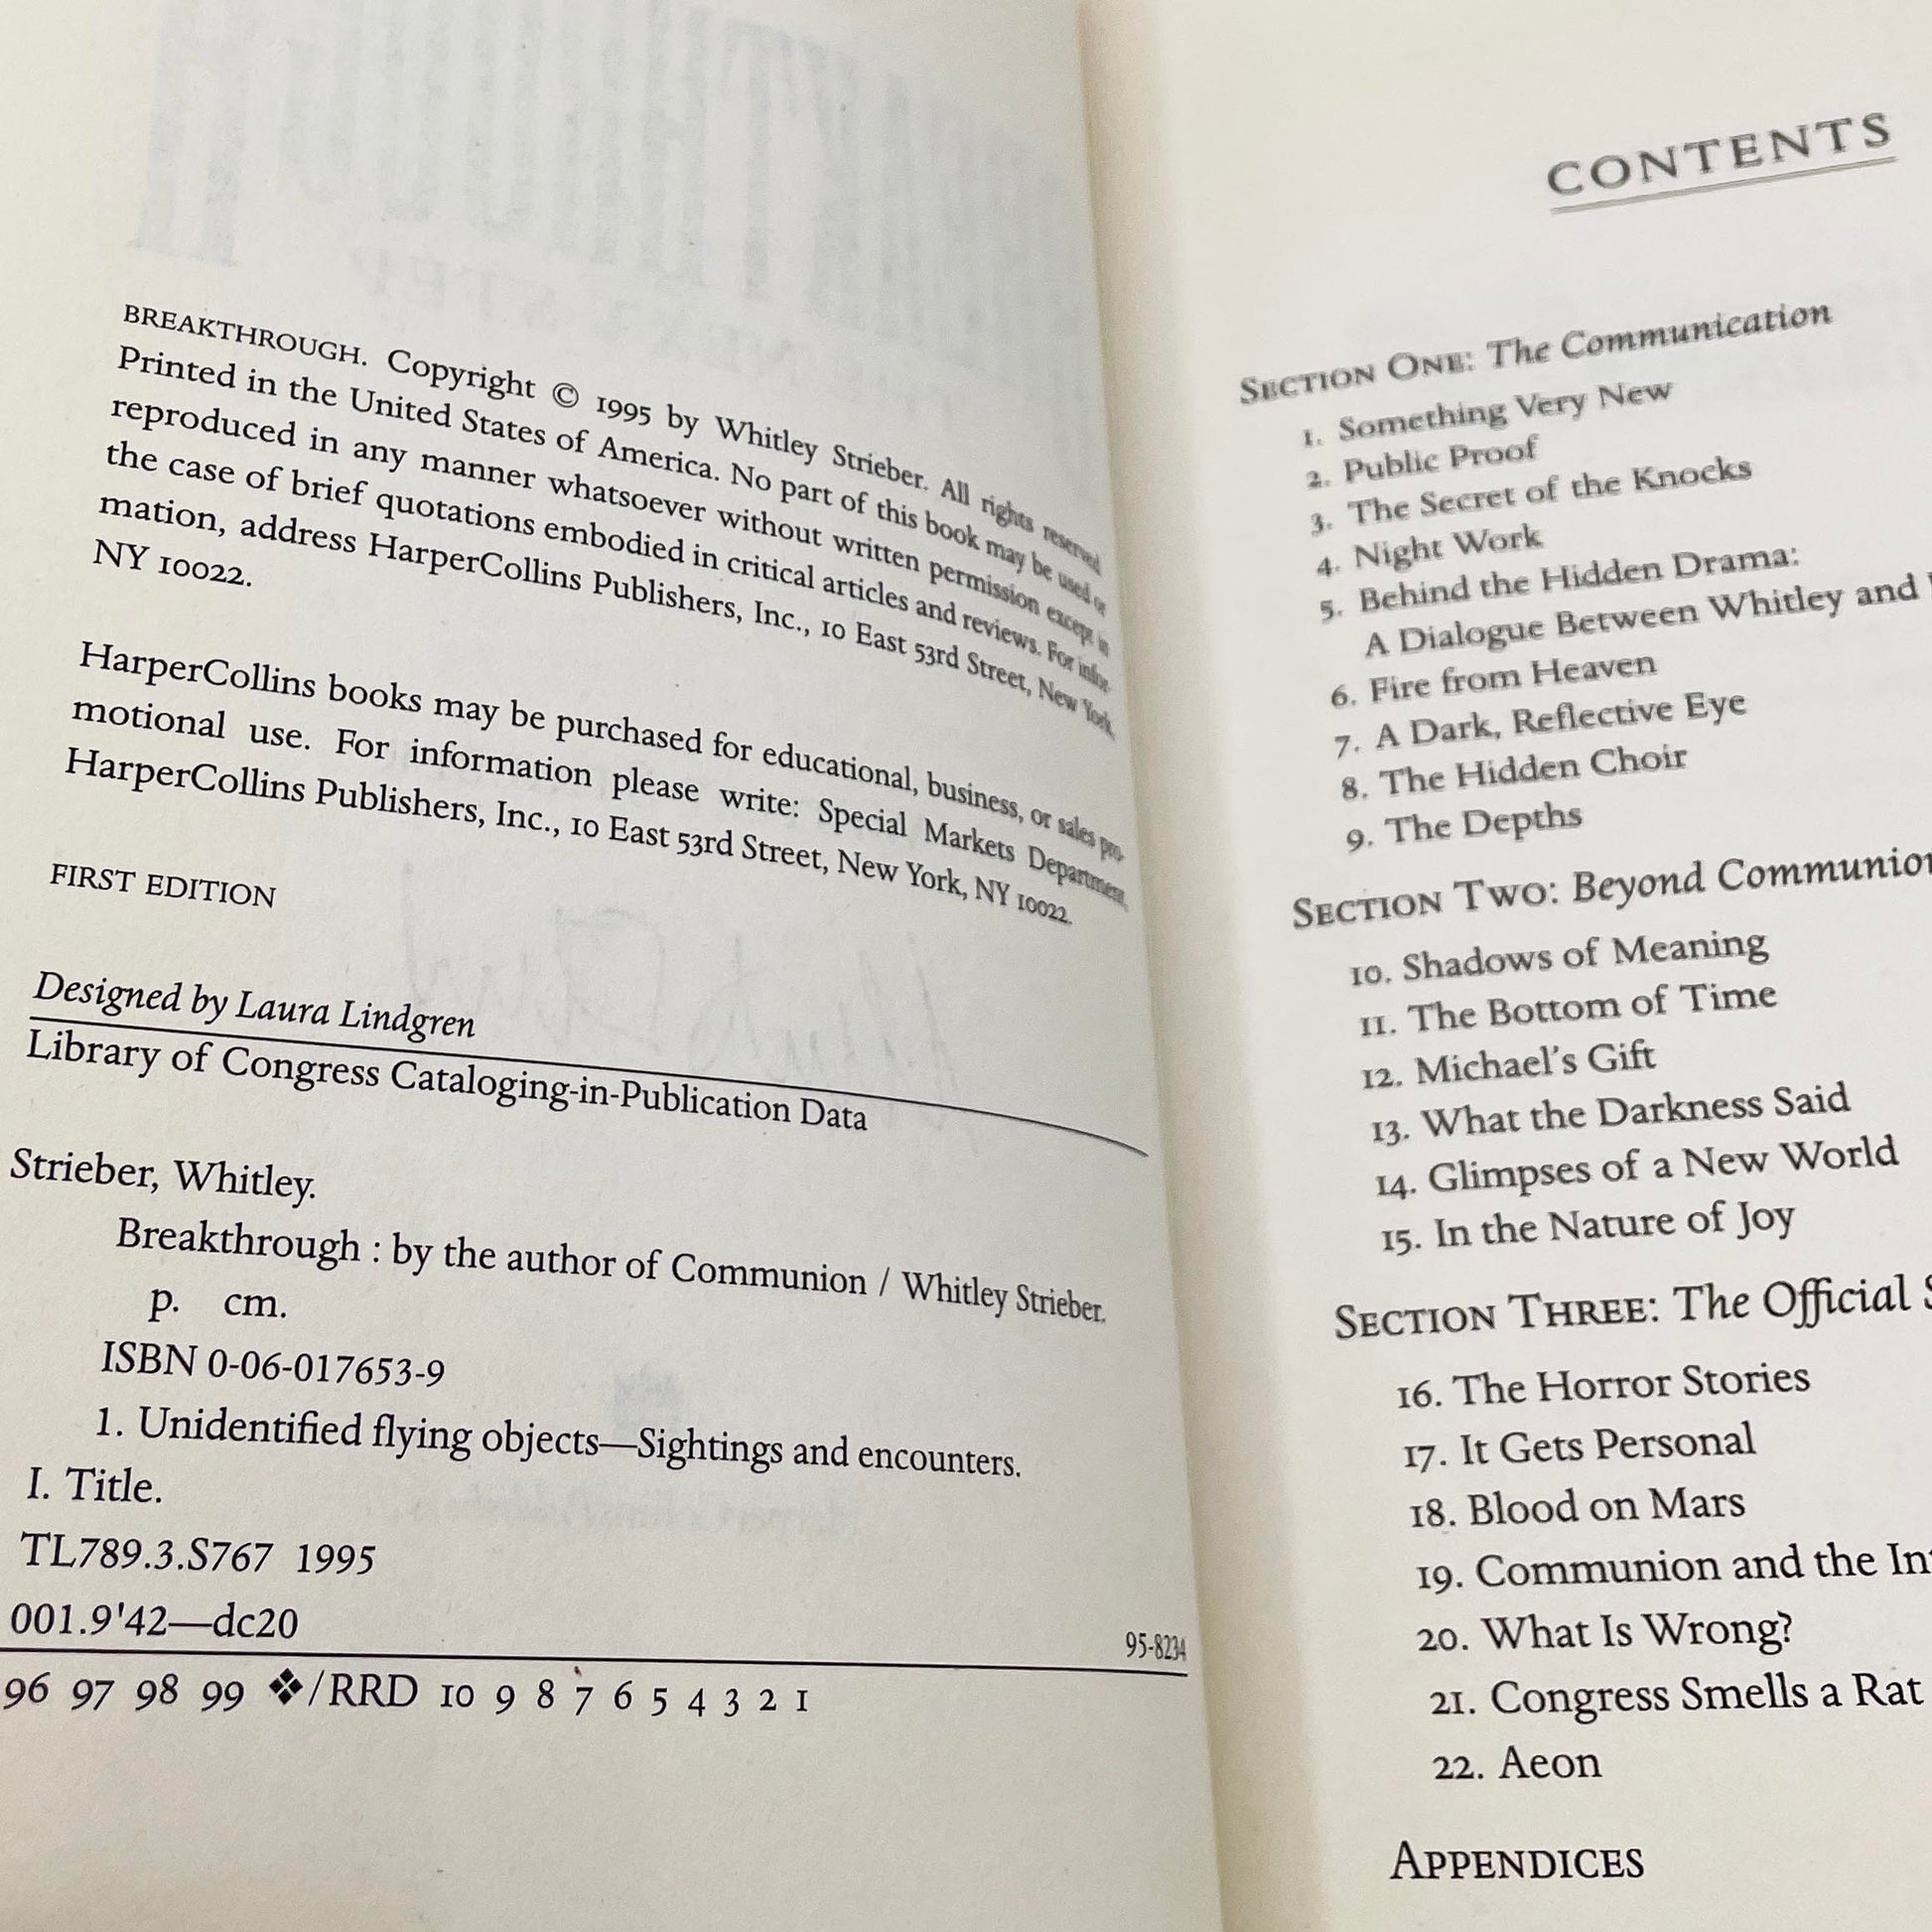 BREAKTHROUGH. Copyright © 1995 by Whitley Strieber. All rights reserved.
Printed in the United States of America. No part of this book may be used or
reproduced in any manner whatsoever without written permission except in
the case of brief quotations embodied in critical articles and reviews. For infor-
mation, address HarperCollins Publishers, Inc., 10 East 53rd Street, New York,
NY 10022.
HarperCollins books may be purchased for educational, business, or sales pro-
motional use. For information please write: Special Markets Department,
HarperCollins Publishers, Inc., 10 East 53rd Street, New York, NY 10022.
FIRST EDITION
Designed by Laura Lindgren
Library of Congress Cataloging-in-Publication Data
Strieber, Whitley.
Breakthrough : by the author of Communion / Whitley Strieber.
p. cm.
ISBN 0-06-017653-9
1. Unidentified flying objects—Sightings and encounters.
I. Title.
TL789.3.S767 1995
001.9'42—dc20
95-8234
96 97 98 99 ❖/RRD 10 9 8 7 6 5 4 3 2 1
CONTENTS
SECTION ONE: The Communication
1. Something Very New
2. Public Proof
3. The Secret of the Knocks
4. Night Work
5. Behind the Hidden Drama:
A Dialogue Between Whitley and
6. Fire from Heaven
7. A Dark, Reflective Eye
8. The Hidden Choir
9. The Depths
SECTION TWO: Beyond Communion
10. Shadows of Meaning
11. The Bottom of Time
12. Michael's Gift
13. What the Darkness Said
14. Glimpses of a New World
15. In the Nature of Joy
SECTION THREE: The Official
16. The Horror Stories
17. It Gets Personal
18. Blood on Mars
19. Communion and the
20. What Is Wrong?
21. Congress Smells a Rat
22. Aeon
APPENDICES